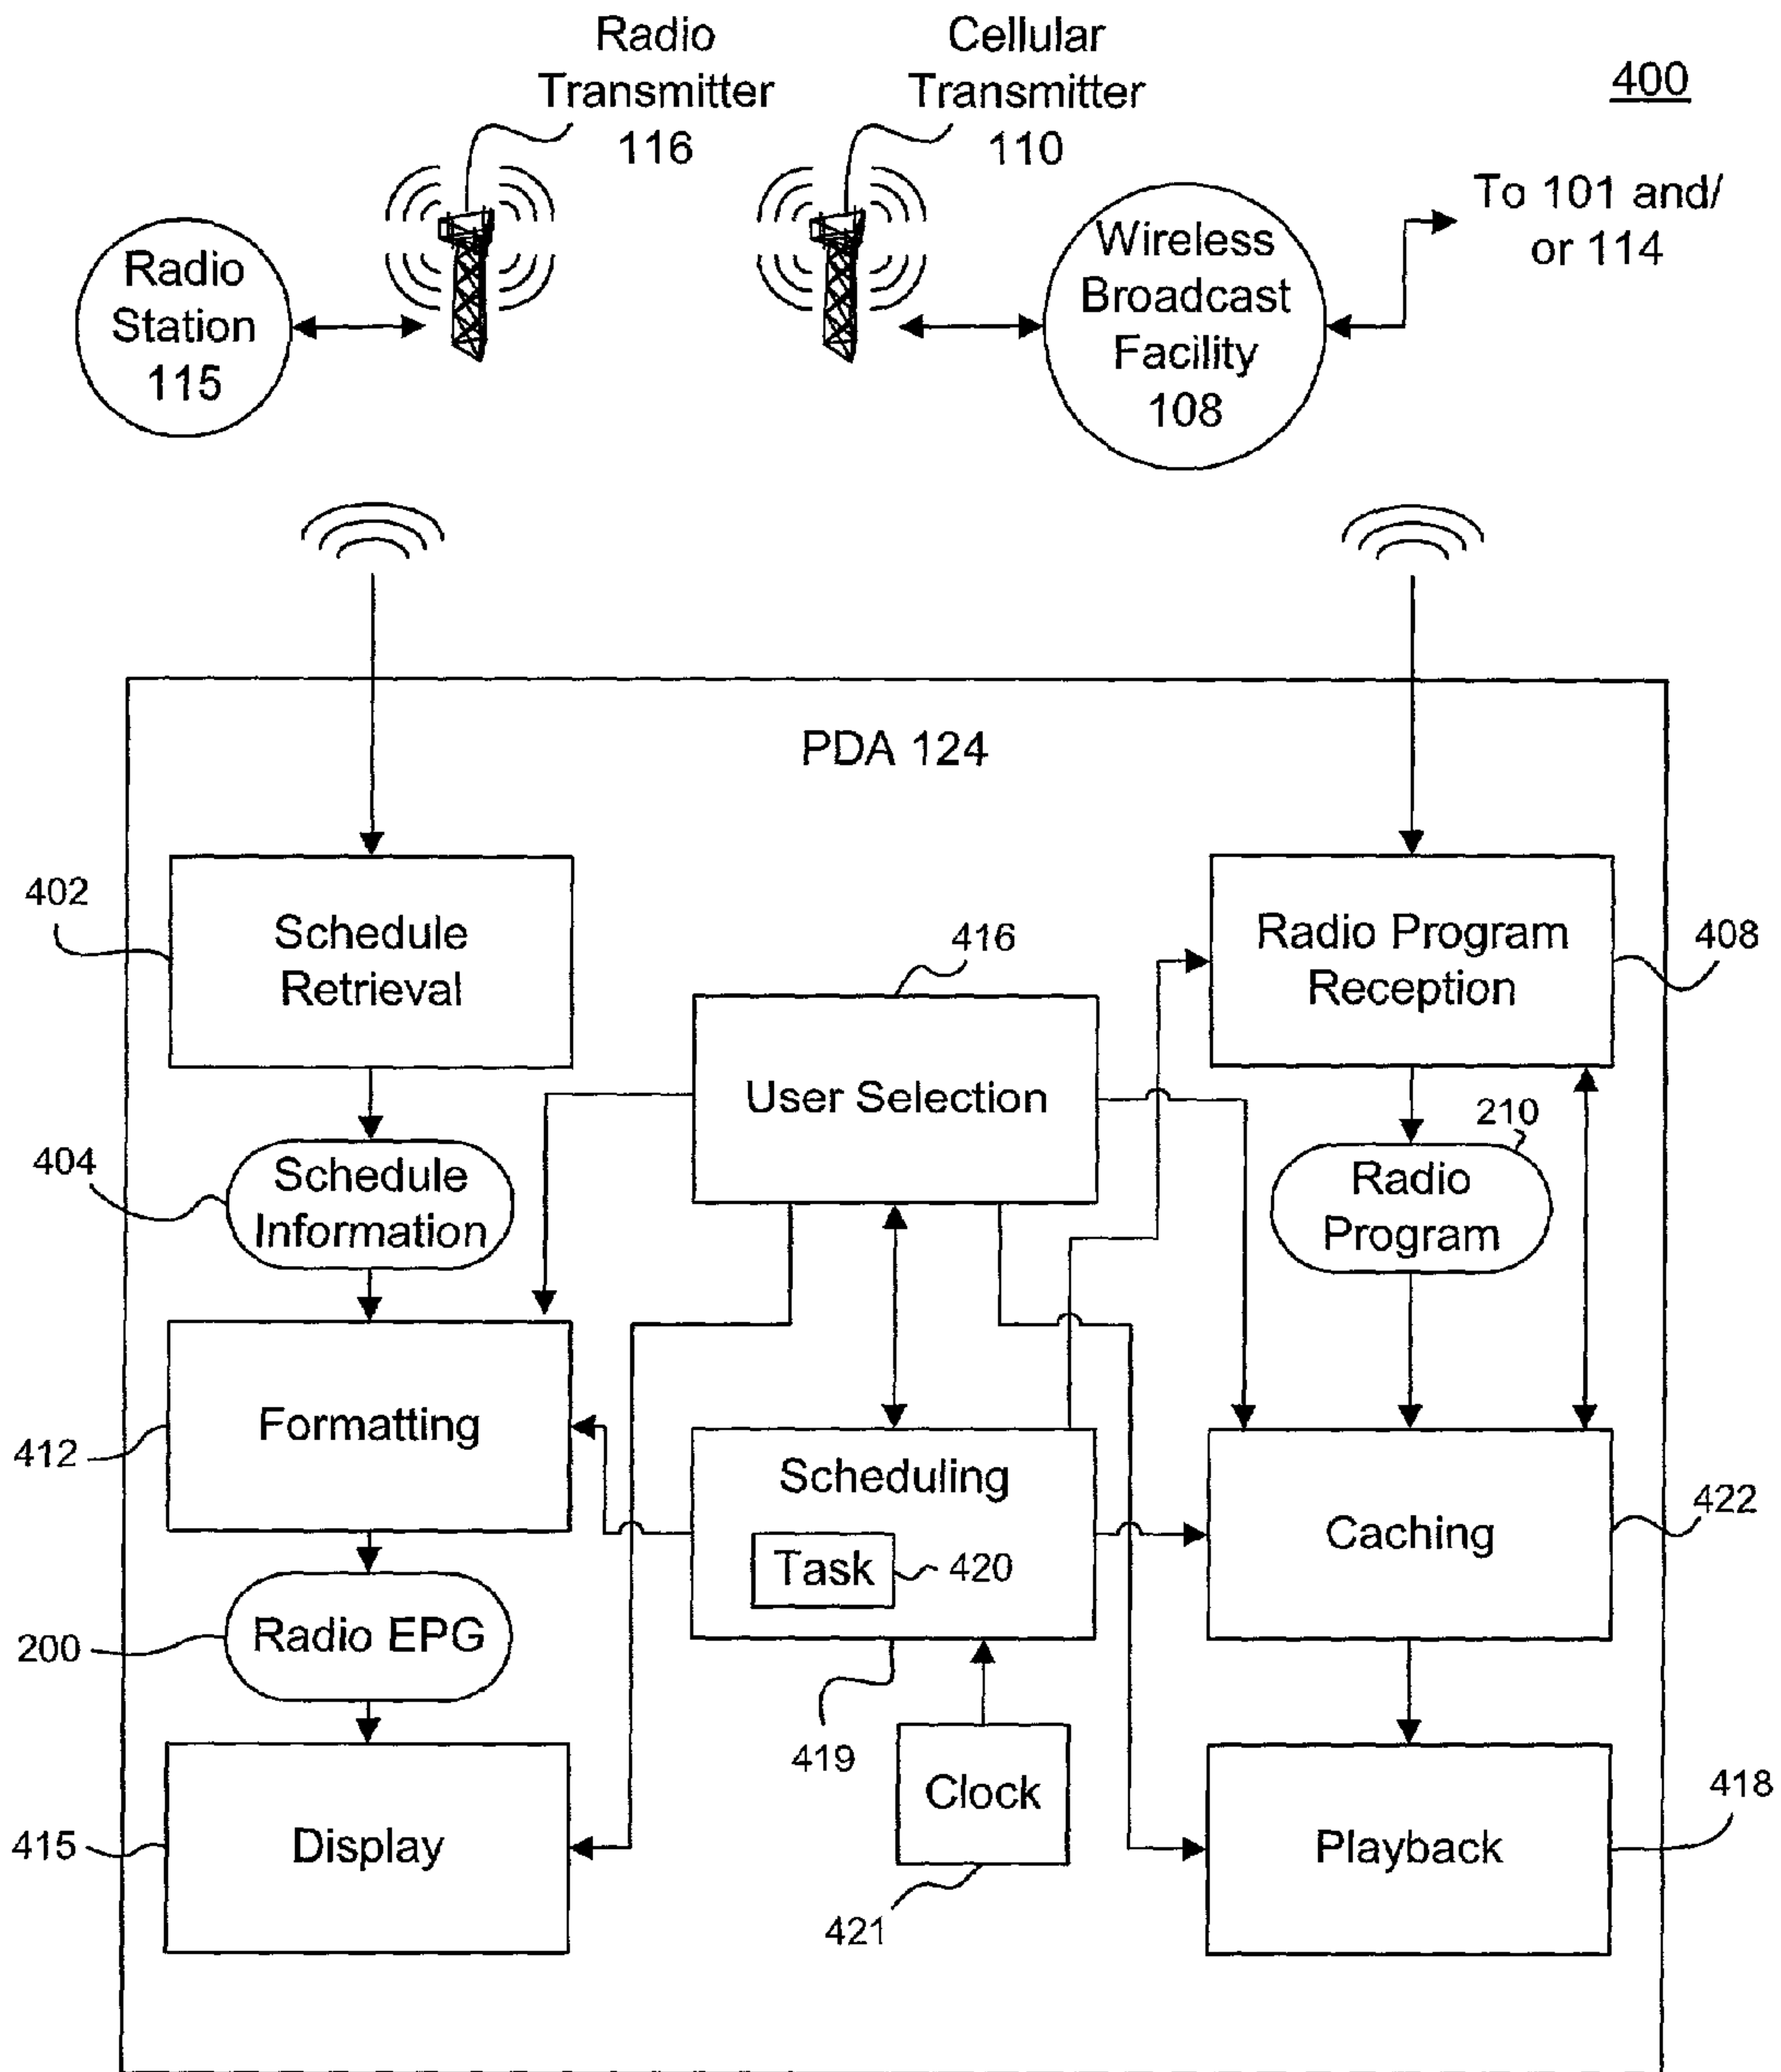 Radio
Transmitter
116
Cellular
Transmitter
110
400
Radio
Station
115
Wireless
Broadcast
Facility
108
To 101 and/
or 114
PDA 124
402
Schedule
Retrieval
416
User Selection
Radio Program
Reception
408
404
Schedule
Information
210
Radio
Program
412
Formatting
Scheduling
Task
420
Caching
422
200
Radio EPG
419
Clock
421
415
Display
Playback
418